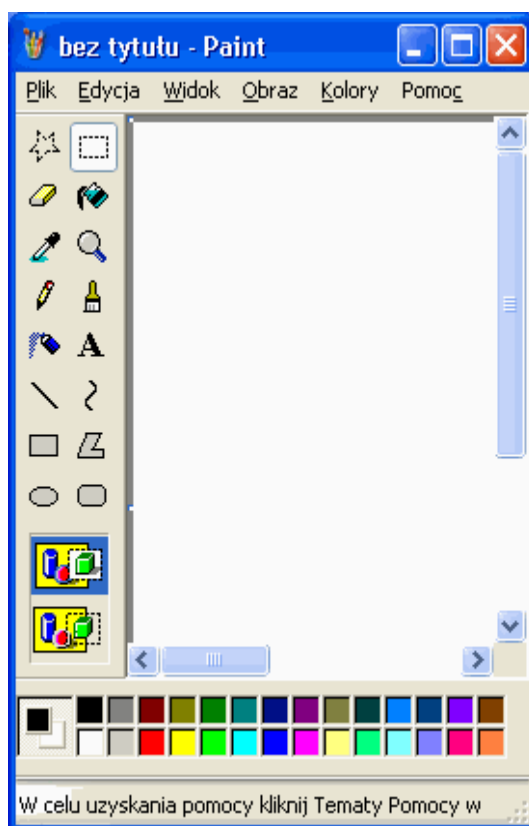 bez tytułu - Paint
Plik Edycja Widok Obraz Kolory Pomoc
A
W celu uzyskania pomocy kliknij Tematy Pomocy w